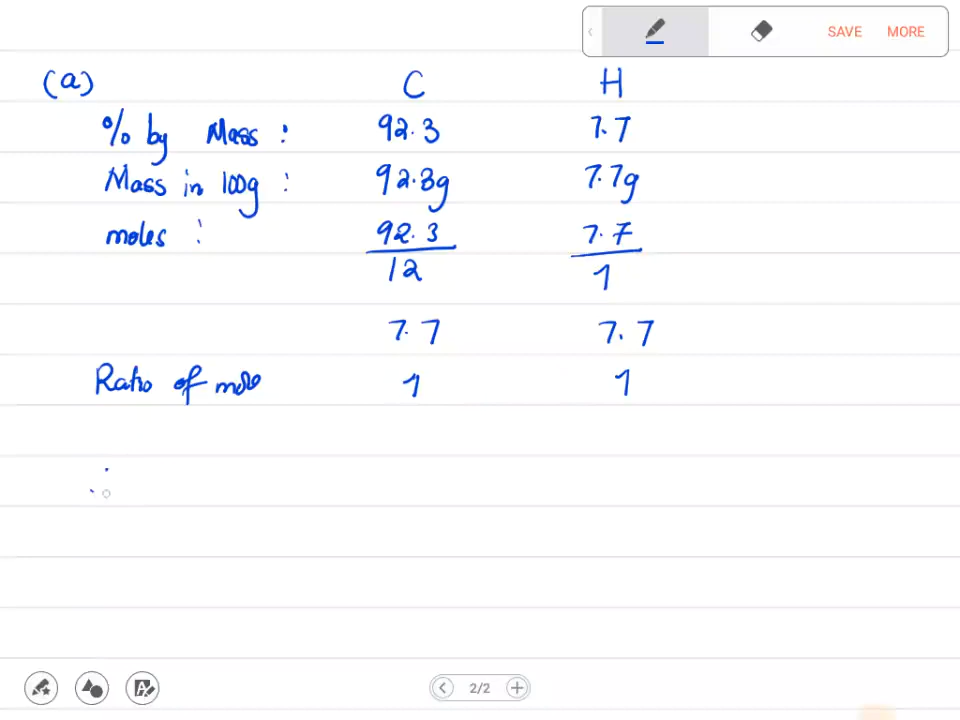 SAVE MORE
(a) C H
% by Mass : 92.3 7.7
Mass in 100g : 92.3g 7.7g
moles : 92.3 7.7
12 1
7.7 7.7
Ratio of mole 1 1
2/2